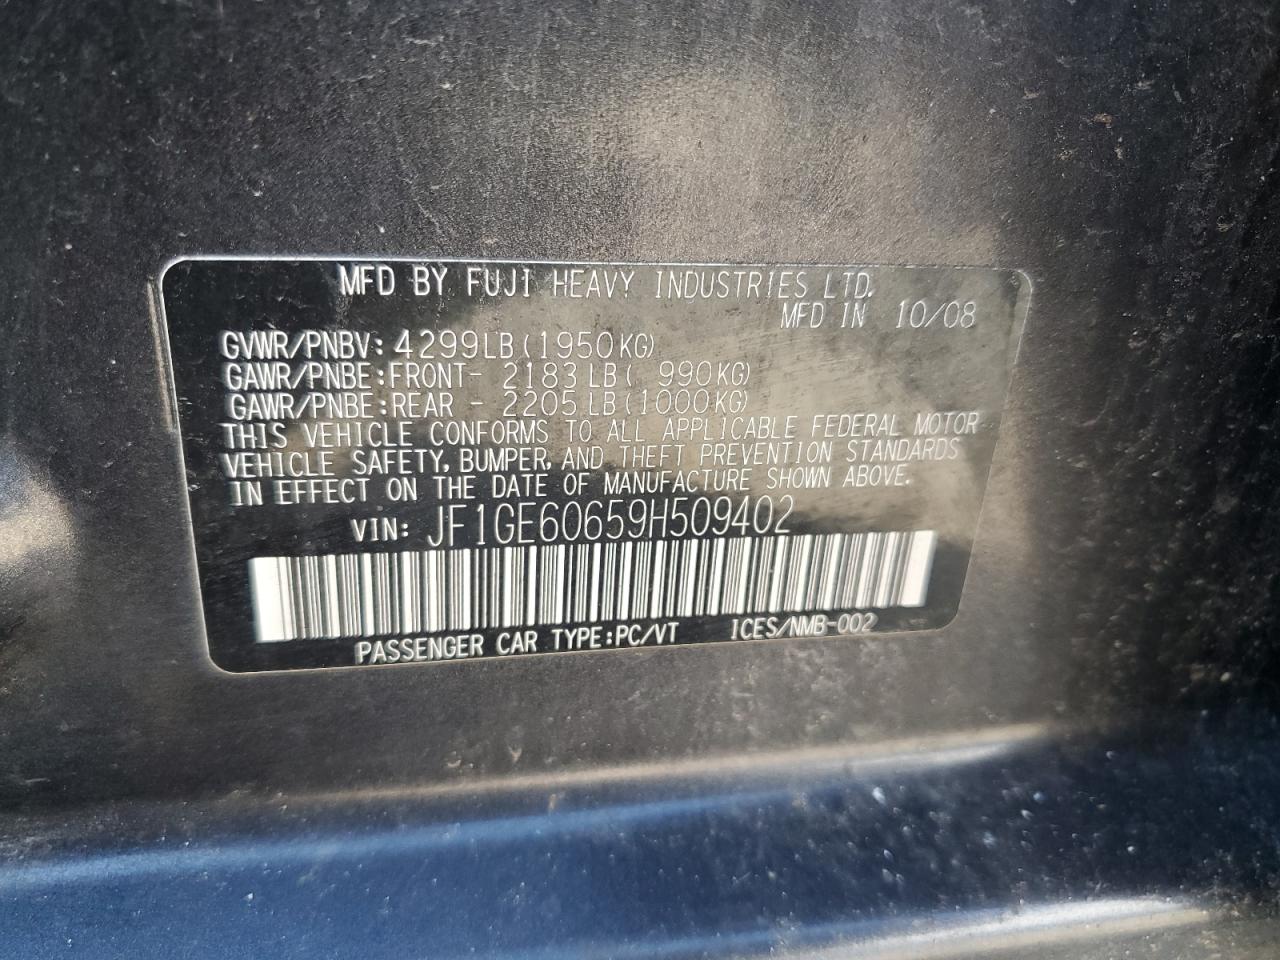 MFD BY FUJI HEAVY INDUSTRIES LTD.
MFD IN 10/08
GVWR/PNBV: 4299LB (1950KG)
GAWR/PNBE:FRONT- 2183LB( 990KG)
GAWR/PNBE:REAR - 2205LB(1000KG)
THIS VEHICLE CONFORMS TO ALL APPLICABLE FEDERAL MOTOR
VEHICLE SAFETY, BUMPER, AND THEFT PREVENTION STANDARDS
IN EFFECT ON THE DATE OF MANUFACTURE SHOWN ABOVE.
VIN: JF1GE60659H509402
PASSENGER CAR TYPE:PC/VT ICES/NMB-002